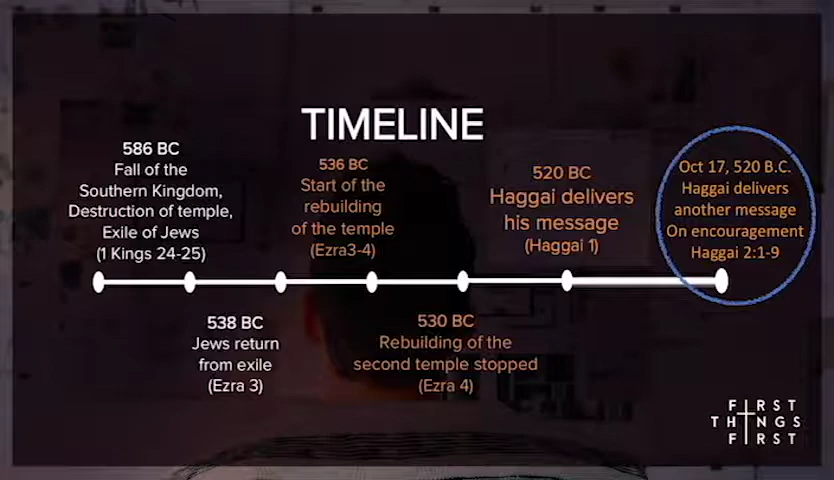 TIMELINE
586 BC
Fall of the
Southern Kingdom,
Destruction of temple,
Exile of Jews
(1 Kings 24-25)
538 BC
Jews return
from exile
(Ezra 3)
536 BC
Start of the
rebuilding
of the temple
(Ezra3-4)
530 BC
Rebuilding of the
second temple stopped
(Ezra 4)
520 BC
Haggai delivers
his message
(Haggai 1)
Oct 17, 520 B.C.
Haggai delivers
another message
On encouragement
Haggai 2:1-9
FIRST
THINGS
FIRST